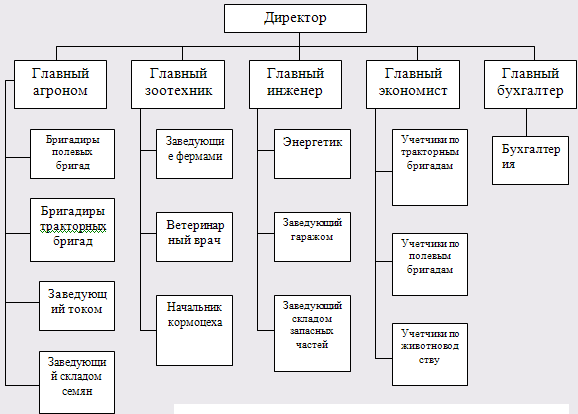 Директор
Главный
агроном
Главный
зоотехник
Главный
инженер
Главный
экономист
Главный
бухгалтер
Бригадиры
полевых
бригад
Бригадиры
тракторных
бригад
Заведующ
ий током
Заведующи
й складом
семян
Заведующи
е фермами
Ветеринар
ный врач
Начальник
кормоцеха
Энергетик
Заведующий
гаражом
Заведующий
складом
запасных
частей
Учетчики по
тракторным
бригадам
Учетчики по
полевым
бригадам
Учетчики по
животновод
ству
Бухгалтер
ия